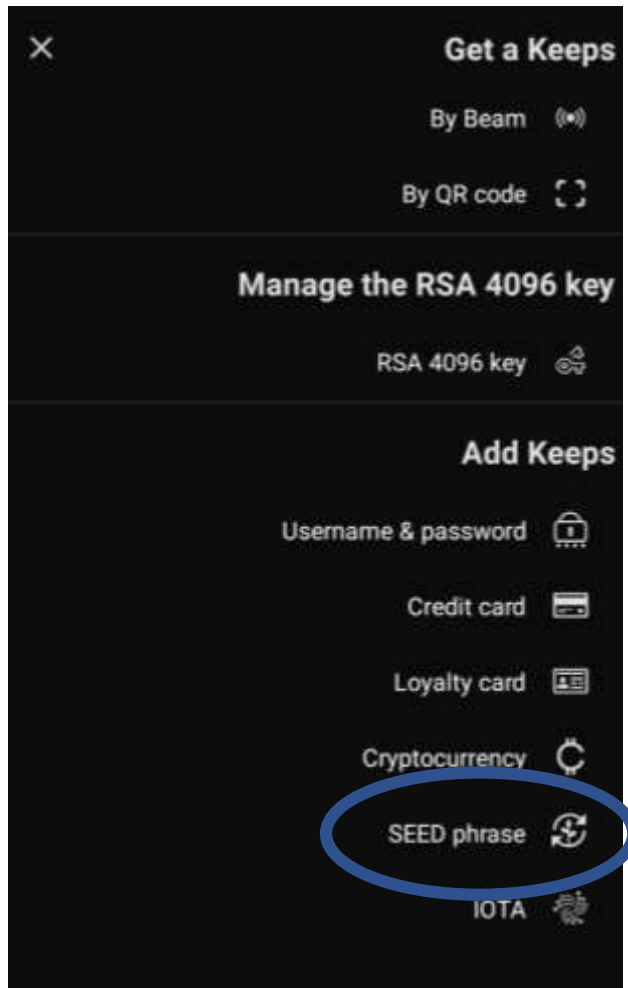 Get a Keeps
By Beam
By QR code
Manage the RSA 4096 key
RSA 4096 key
Add Keeps
Username & password
Credit card
Loyalty card
Cryptocurrency
SEED phrase
IOTA